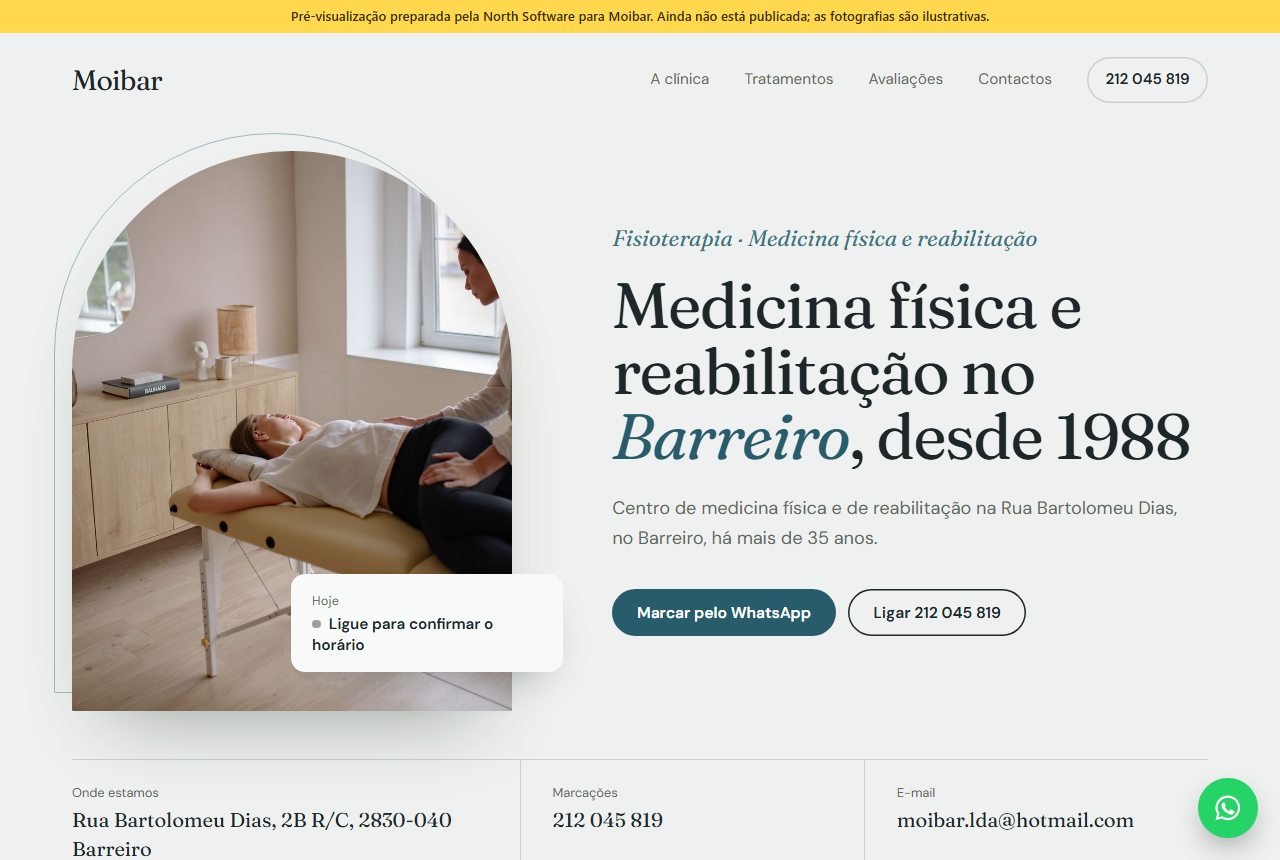 Pré-visualização preparada pela North Software para Moibar. Ainda não está publicada; as fotografias são ilustrativas.
Moibar
A clínica
Tratamentos
Avaliações
Contactos
212 045 819
Fisioterapia · Medicina física e reabilitação
Medicina física e
reabilitação no
Barreiro, desde 1988
Centro de medicina física e de reabilitação na Rua Bartolomeu Dias,
no Barreiro, há mais de 35 anos.
Marcar pelo WhatsApp
Ligar 212 045 819
BAUHAUS
Hoje
Ligue para confirmar o
horário
Onde estamos
Rua Bartolomeu Dias, 2B R/C, 2830-040
Barreiro
Marcações
212 045 819
E-mail
moibar.lda@hotmail.com